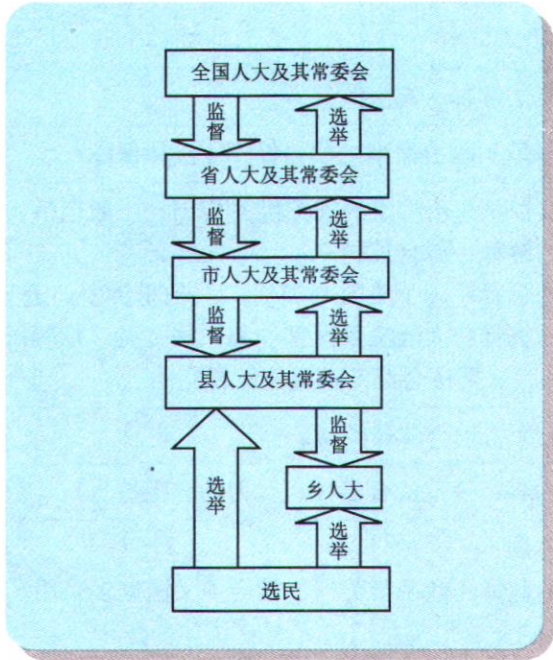 全国人大及其常委会
监督
选举
省人大及其常委会
监督
选举
市人大及其常委会
监督
选举
县人大及其常委会
监督
选举
乡人大
选举
选民